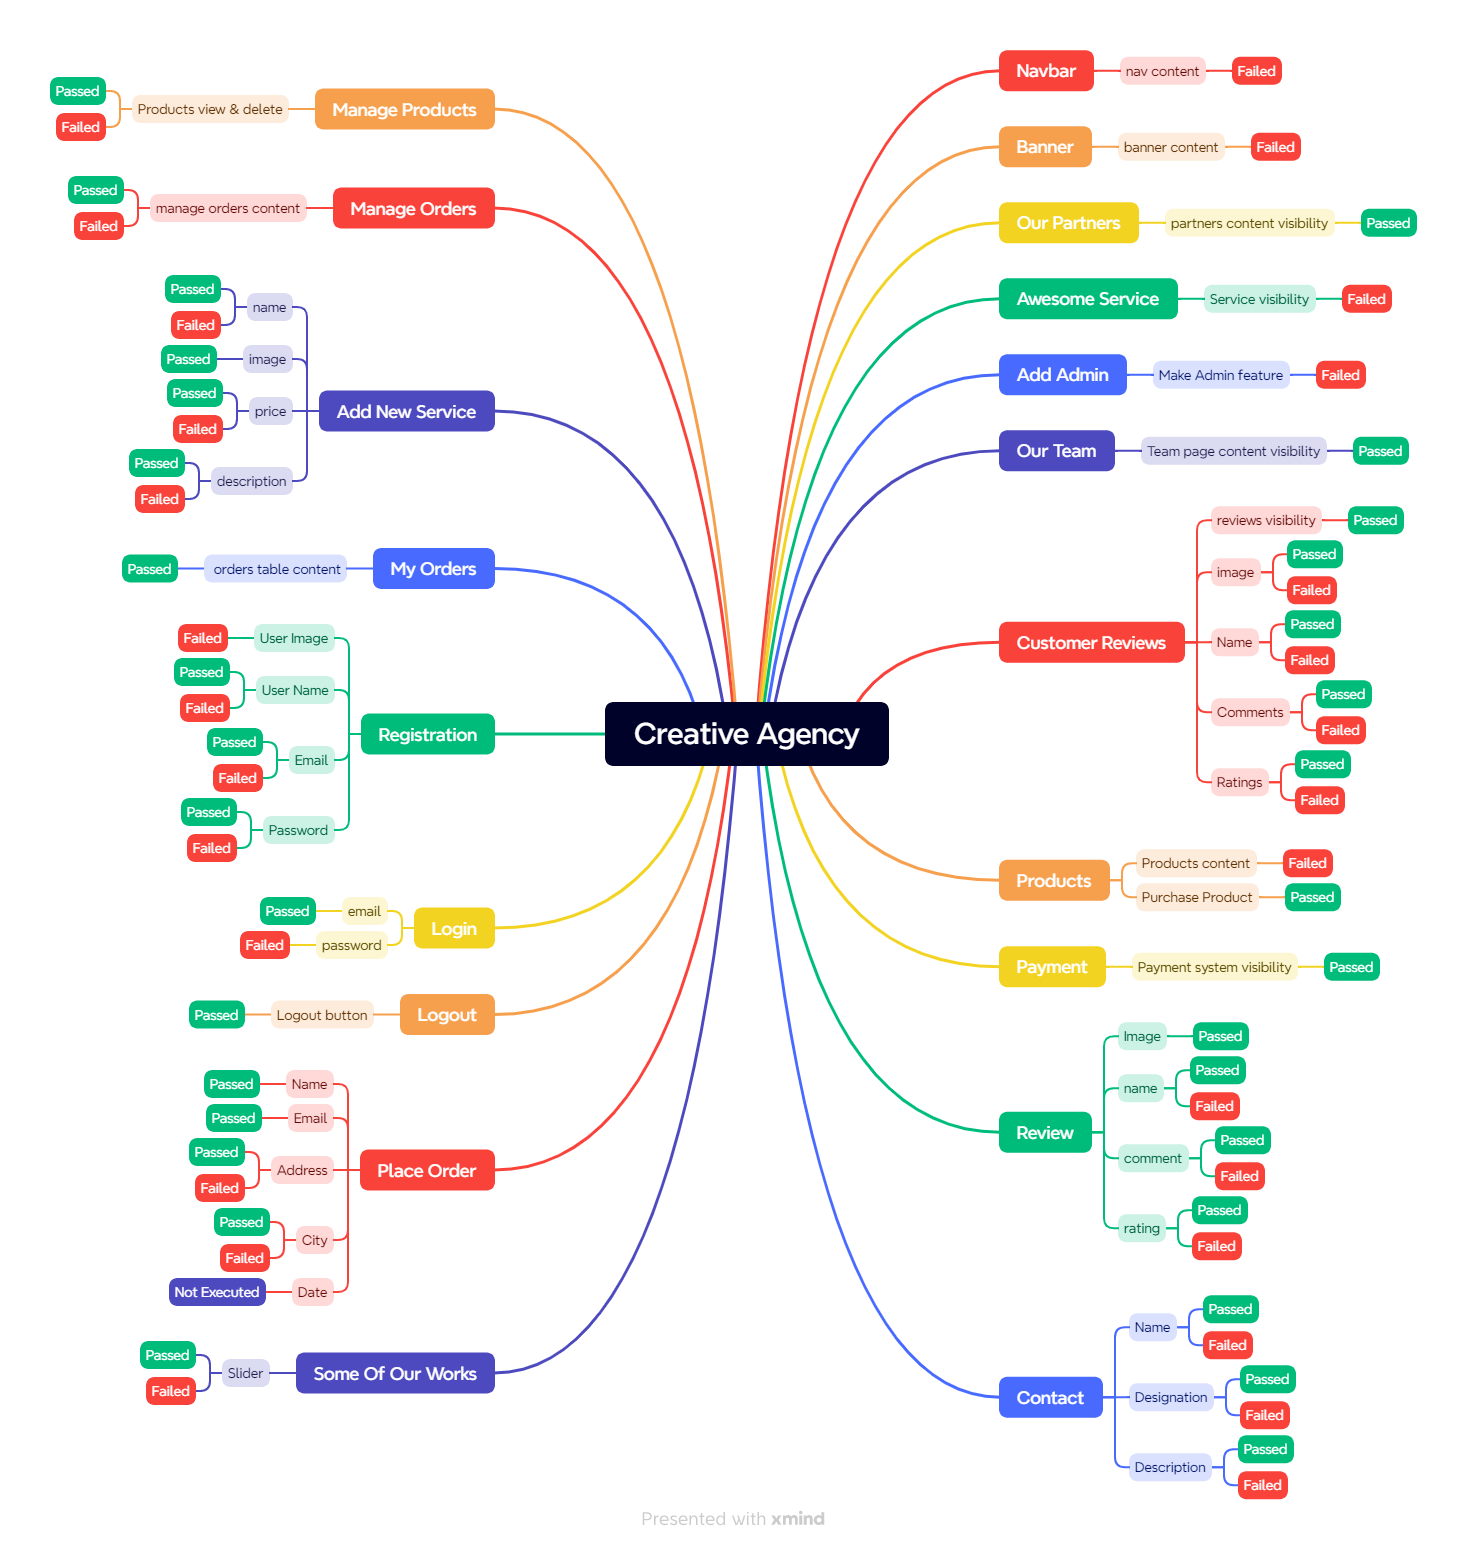 Creative Agency
Navbar
nav content
Failed
Banner
banner content
Failed
Our Partners
partners content visibility
Passed
Awesome Service
Service visibility
Failed
Add Admin
Make Admin feature
Failed
Our Team
Team page content visibility
Passed
Customer Reviews
reviews visibility
Passed
image
Passed
Failed
Name
Passed
Failed
Comments
Passed
Failed
Ratings
Passed
Failed
Products
Products content
Failed
Purchase Product
Passed
Payment
Payment system visibility
Passed
Review
Image
Passed
name
Passed
Failed
comment
Passed
Failed
rating
Passed
Failed
Contact
Name
Passed
Failed
Designation
Passed
Failed
Description
Passed
Failed
Manage Products
Products view & delete
Passed
Failed
Manage Orders
manage orders content
Passed
Failed
Add New Service
name
Passed
Failed
image
Passed
price
Passed
Failed
description
Passed
Failed
My Orders
orders table content
Passed
Registration
User Image
Failed
User Name
Passed
Failed
Email
Passed
Failed
Password
Passed
Failed
Login
email
Passed
password
Failed
Logout
Logout button
Passed
Place Order
Name
Passed
Email
Passed
Address
Passed
Failed
City
Passed
Failed
Date
Not Executed
Some Of Our Works
Slider
Passed
Failed
Presented with xmind